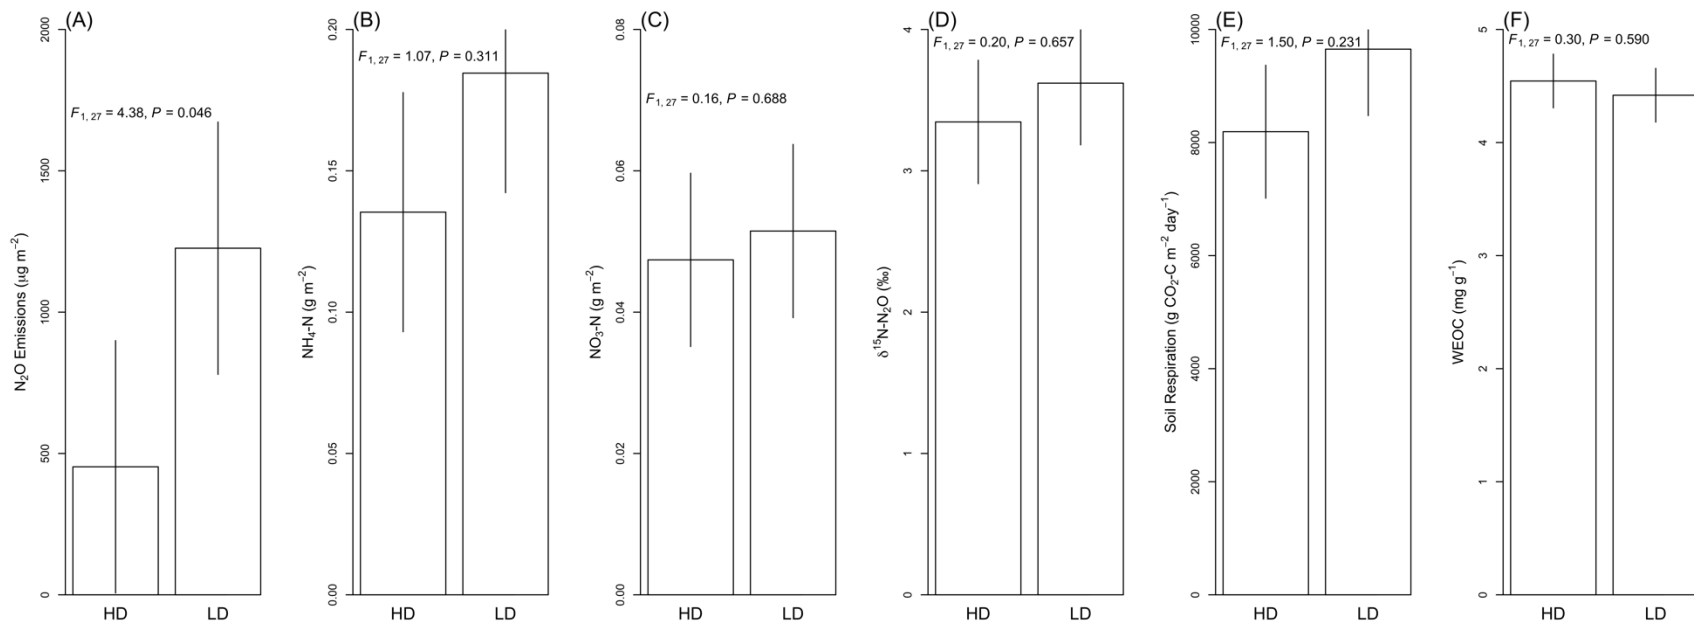 (A)
F1, 27 = 4.38, P = 0.046
N2O Emissions (μg m−2)
0
500
1000
1500
2000
HD LD
(B)
F1, 27 = 1.07, P = 0.311
NH4-N (g m−2)
0.00
0.05
0.10
0.15
0.20
HD LD
(C)
F1, 27 = 0.16, P = 0.688
NO3-N (g m−2)
0.00
0.02
0.04
0.06
0.08
HD LD
(D)
F1, 27 = 0.20, P = 0.657
δ15N-N2O (‰)
0
1
2
3
4
HD LD
(E)
F1, 27 = 1.50, P = 0.231
Soil Respiration (g CO2-C m−2 day−1)
0
2000
4000
6000
8000
10000
HD LD
(F)
F1, 27 = 0.30, P = 0.590
WEOC (mg g−1)
0
1
2
3
4
5
HD LD